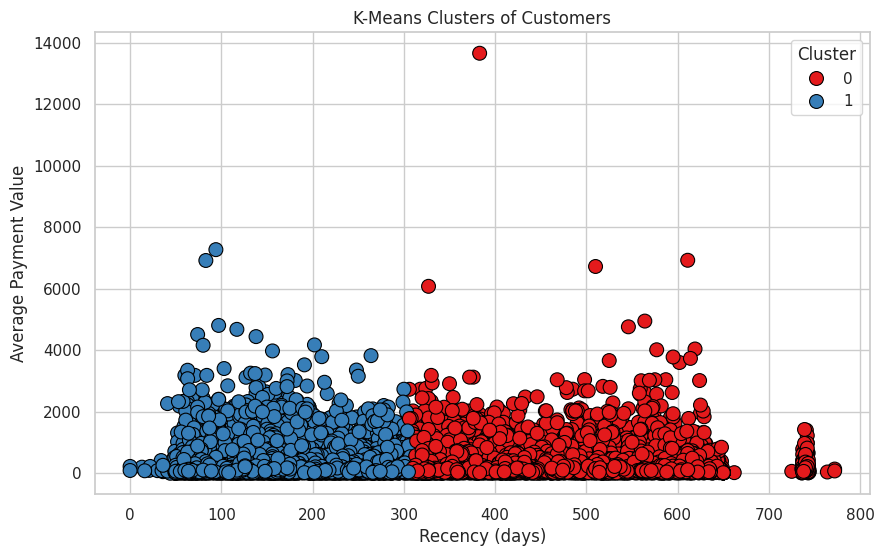 K-Means Clusters of Customers
Cluster
0
1
Average Payment Value
14000
12000
10000
8000
6000
4000
2000
0
0 100 200 300 400 500 600 700 800
Recency (days)